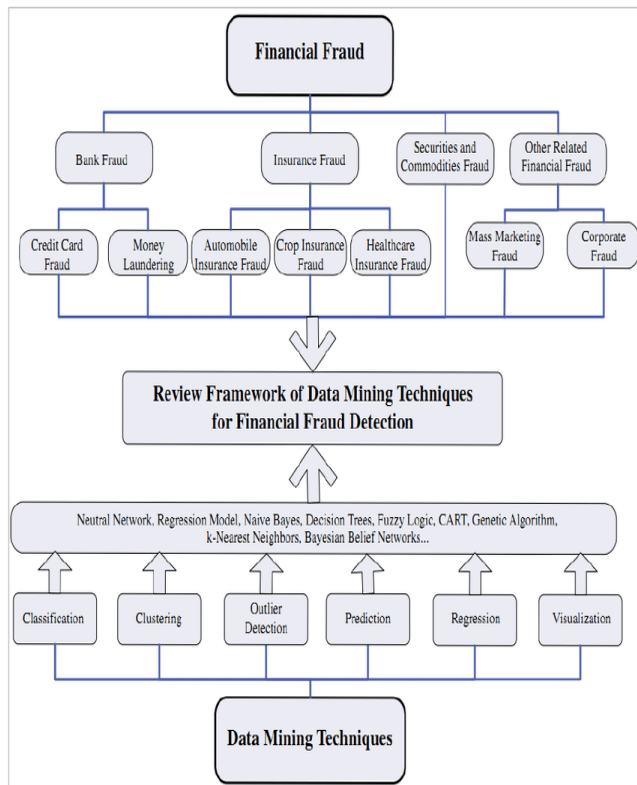 Financial Fraud
Bank Fraud
Insurance Fraud
Securities and
Commodities Fraud
Other Related
Financial Fraud
Credit Card
Fraud
Money
Laundering
Automobile
Insurance Fraud
Crop Insurance
Fraud
Healthcare
Insurance Fraud
Mass Marketing
Fraud
Corporate
Fraud
Review Framework of Data Mining Techniques
for Financial Fraud Detection
Neutral Network, Regression Model, Naive Bayes, Decision Trees, Fuzzy Logic, CART, Genetic Algorithm,
k-Nearest Neighbors, Bayesian Belief Networks...
Classification
Clustering
Outlier
Detection
Prediction
Regression
Visualization
Data Mining Techniques